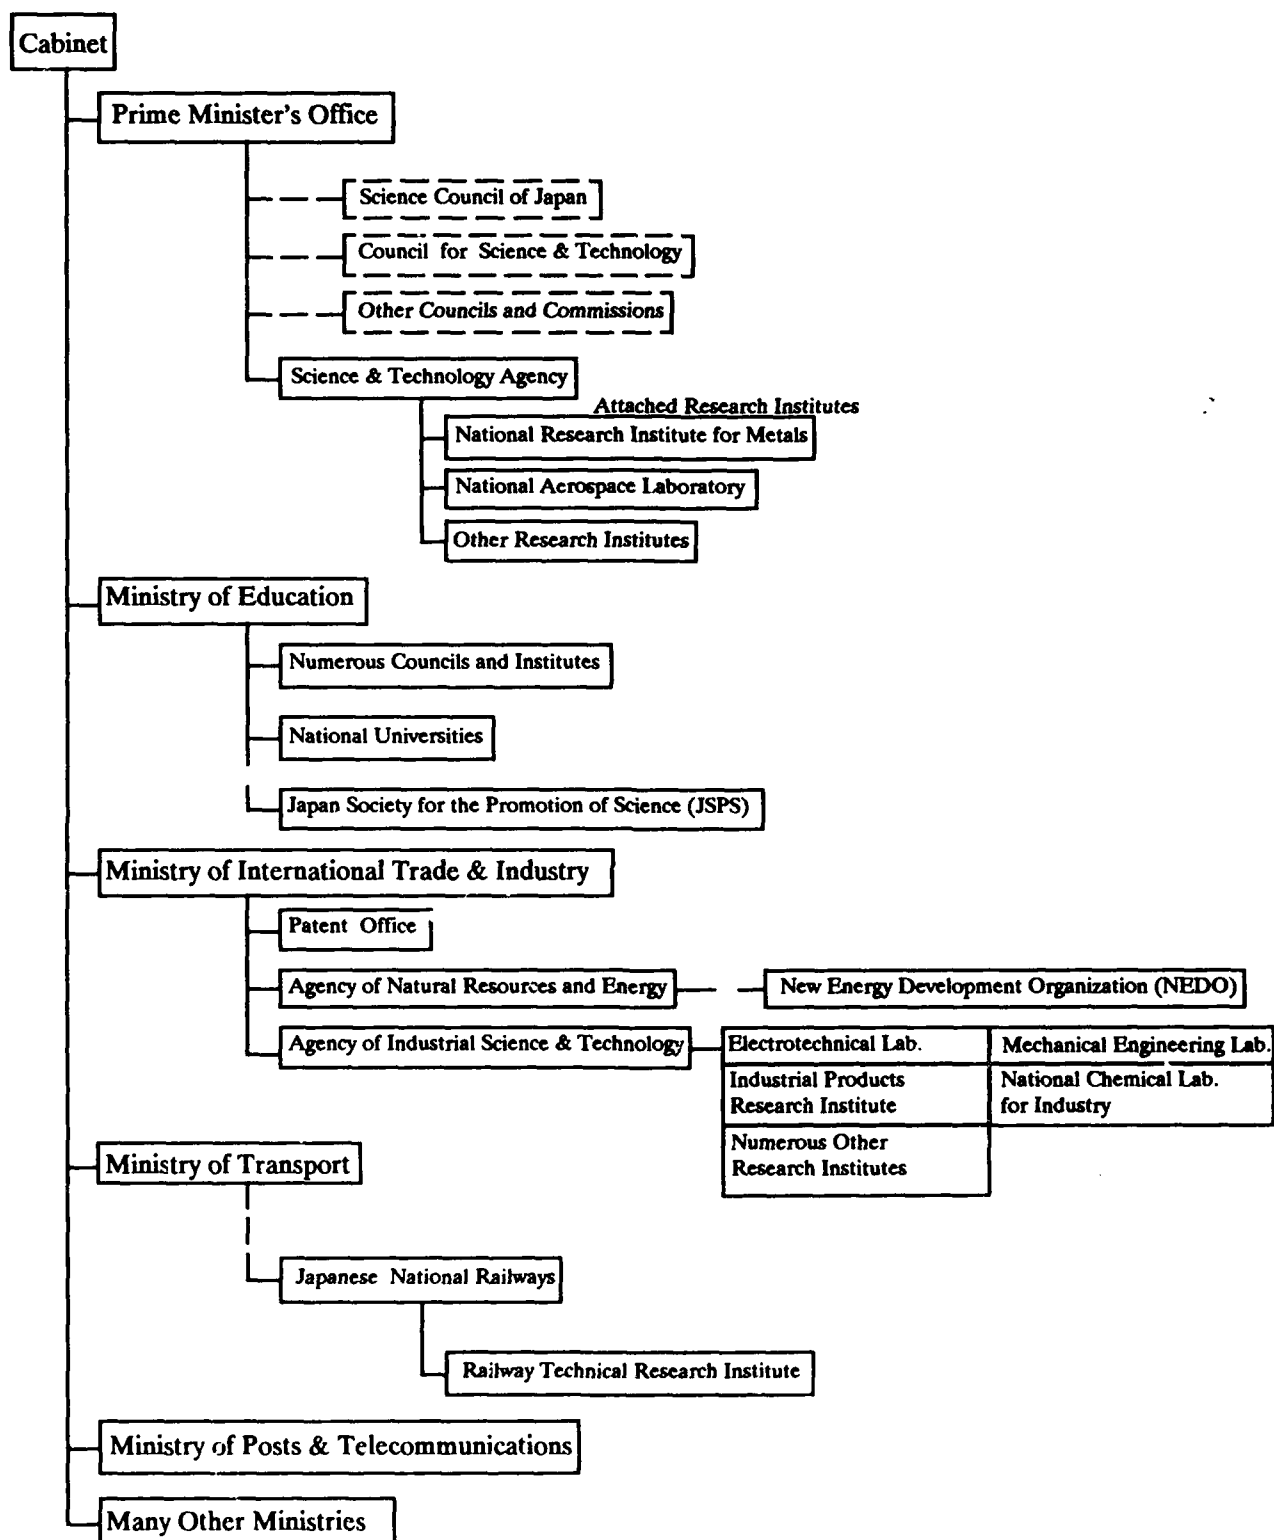 Cabinet
Prime Minister's Office
Science Council of Japan
Council for Science & Technology
Other Councils and Commissions
Science & Technology Agency
Attached Research Institutes
National Research Institute for Metals
National Aerospace Laboratory
Other Research Institutes
Ministry of Education
Numerous Councils and Institutes
National Universities
Japan Society for the Promotion of Science (JSPS)
Ministry of International Trade & Industry
Patent Office
Agency of Natural Resources and Energy
New Energy Development Organization (NEDO)
Agency of Industrial Science & Technology
Electrotechnical Lab.
Mechanical Engineering Lab.
Industrial Products
Research Institute
National Chemical Lab.
for Industry
Numerous Other
Research Institutes
Ministry of Transport
Japanese National Railways
Railway Technical Research Institute
Ministry of Posts & Telecommunications
Many Other Ministries